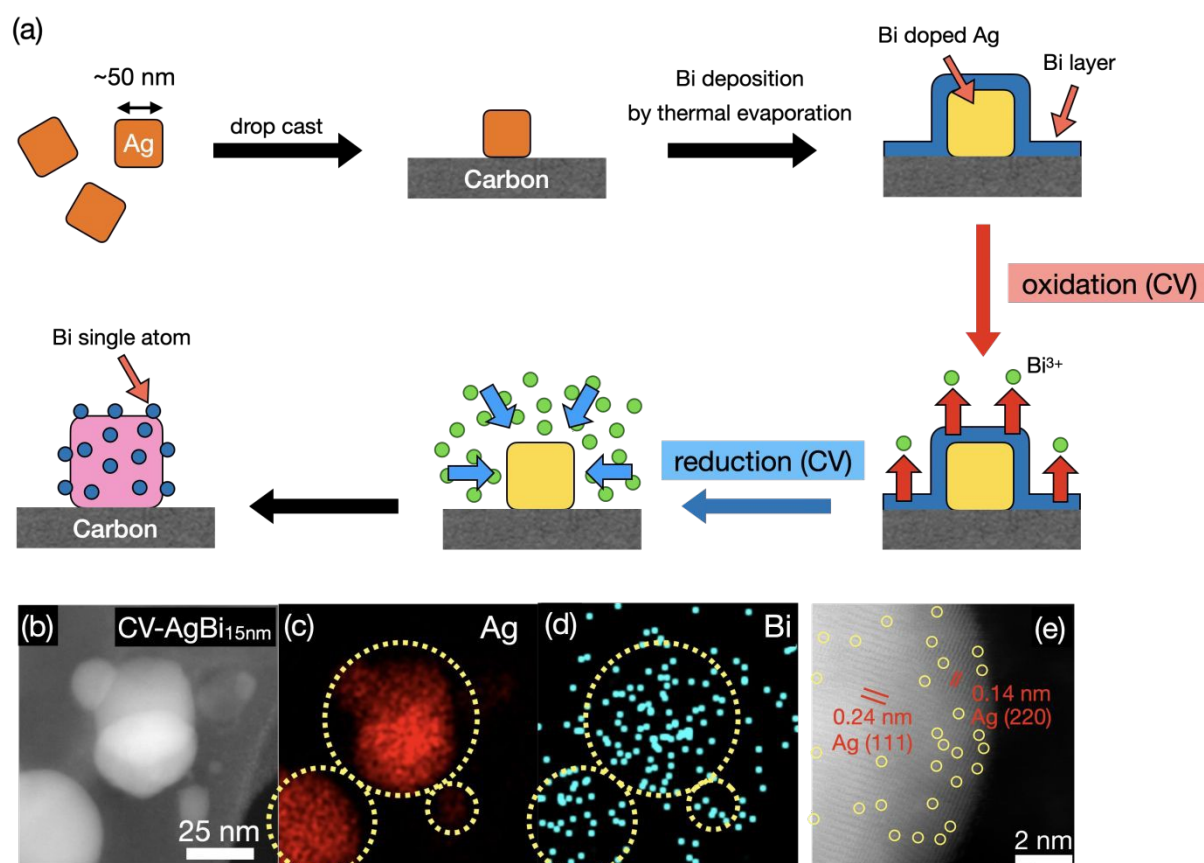 (a)
~50 nm
Ag
drop cast
Carbon
Bi deposition
by thermal evaporation
Bi doped Ag
Bi layer
oxidation (CV)
Bi³⁺
reduction (CV)
Bi single atom
Carbon
(b)
CV-AgBi₁₅ₙₘ
25 nm
(c)
Ag
(d)
Bi
(e)
0.24 nm
Ag (111)
0.14 nm
Ag (220)
2 nm